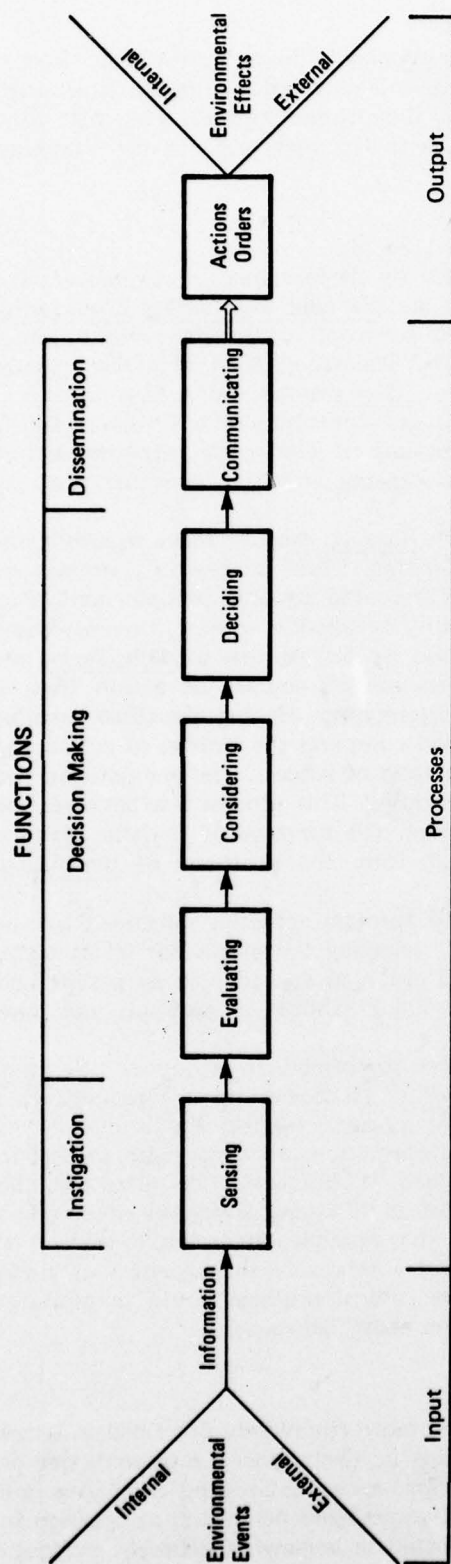 FUNCTIONS
Instigation
Decision Making
Dissemination
Internal
Environmental
Events
External
Information
Sensing
Evaluating
Considering
Deciding
Communicating
Actions
Orders
Internal
Environmental
Effects
External
Input
Processes
Output